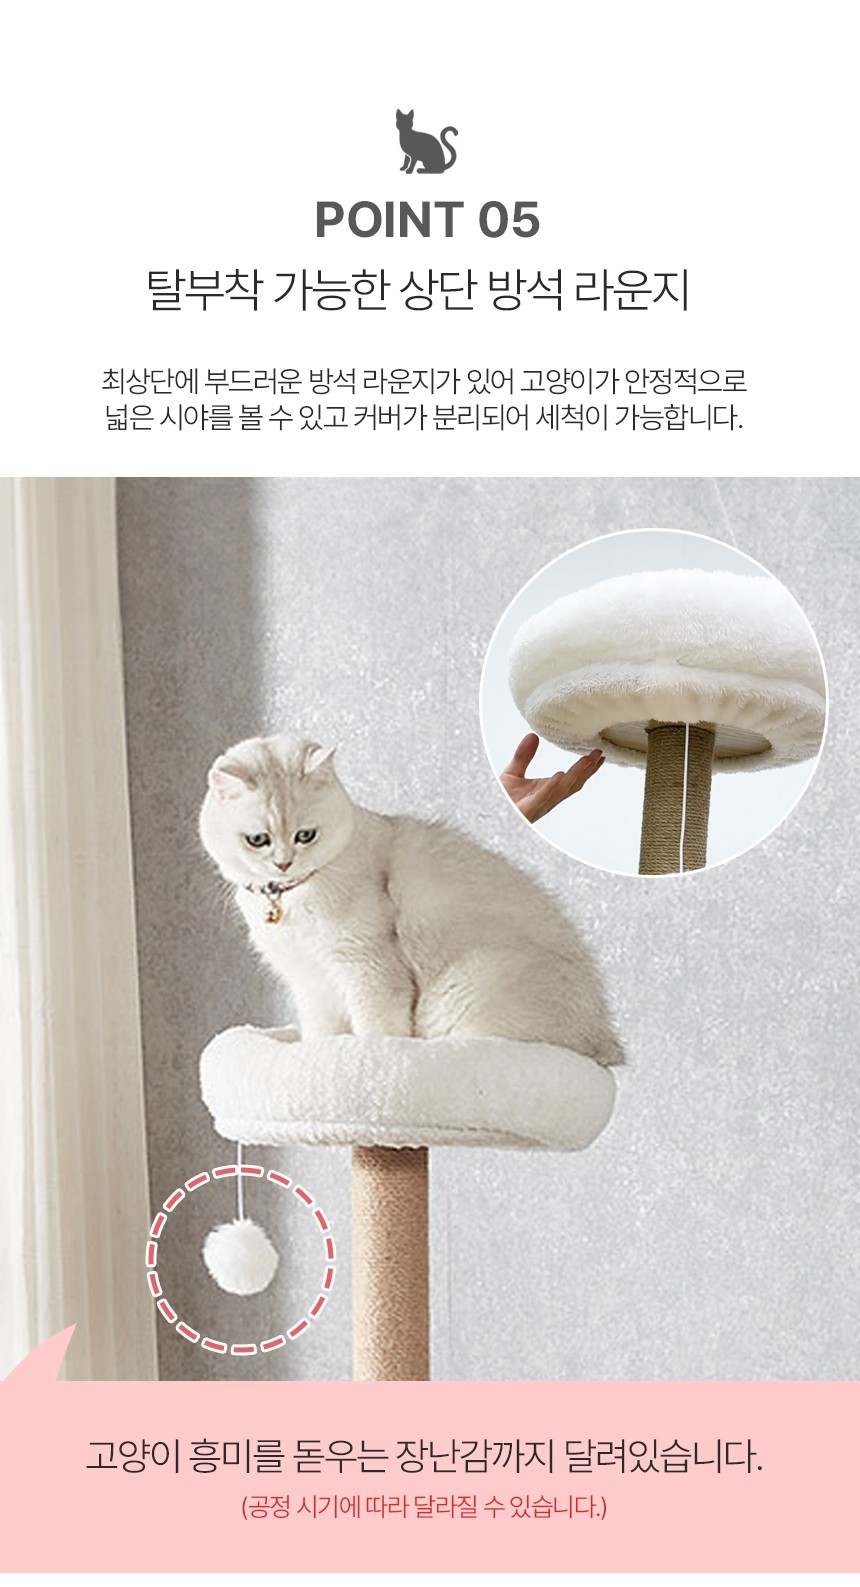 POINT 05
탈부착 가능한 상단 방석 라운지
최상단에 부드러운 방석 라운지가 있어 고양이가 안정적으로
넓은 시야를 볼 수 있고 커버가 분리되어 세척이 가능합니다.
고양이 흥미를 돋우는 장난감까지 달려있습니다.
(공정 시기에 따라 달라질 수 있습니다.)